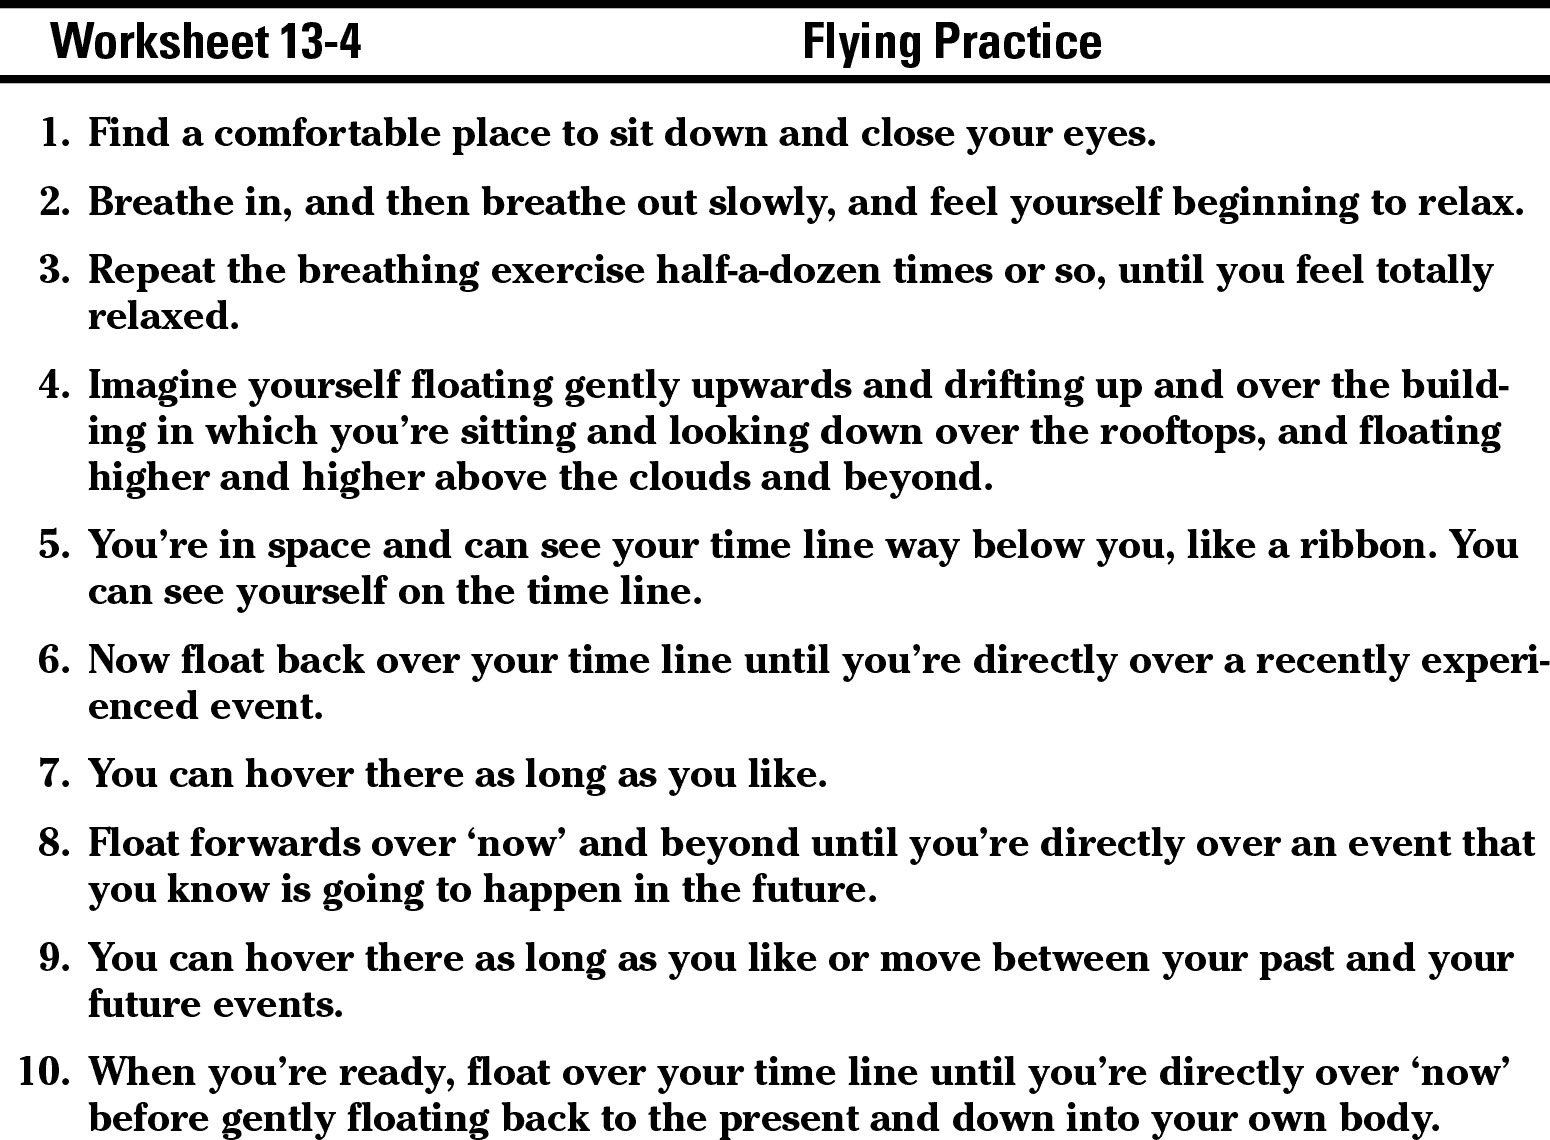 Worksheet 13-4 Flying Practice
1. Find a comfortable place to sit down and close your eyes.
2. Breathe in, and then breathe out slowly, and feel yourself beginning to relax.
3. Repeat the breathing exercise half-a-dozen times or so, until you feel totally
relaxed.
4. Imagine yourself floating gently upwards and drifting up and over the build-
ing in which you’re sitting and looking down over the rooftops, and floating
higher and higher above the clouds and beyond.
5. You’re in space and can see your time line way below you, like a ribbon. You
can see yourself on the time line.
6. Now float back over your time line until you’re directly over a recently experi-
enced event.
7. You can hover there as long as you like.
8. Float forwards over ‘now’ and beyond until you’re directly over an event that
you know is going to happen in the future.
9. You can hover there as long as you like or move between your past and your
future events.
10. When you’re ready, float over your time line until you’re directly over ‘now’
before gently floating back to the present and down into your own body.